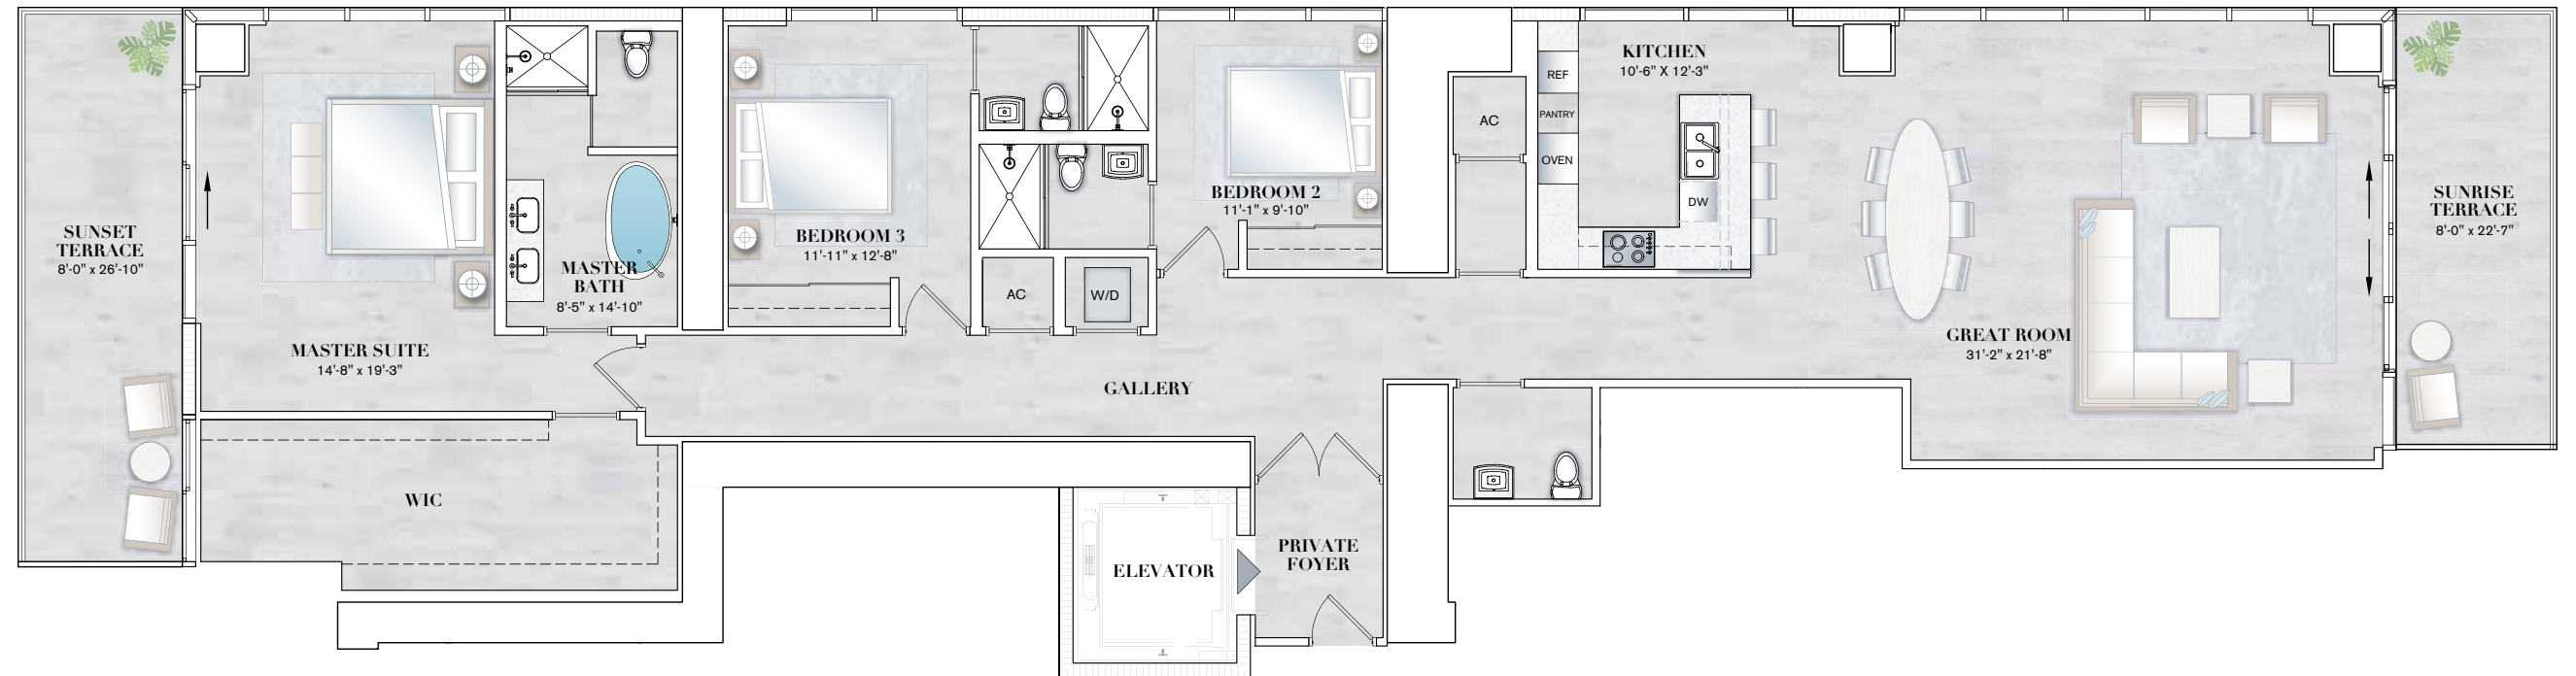 SUNSET
TERRACE
8'-0" x 26'-10"
MASTER SUITE
14'-8" x 19'-3"
MASTER
BATH
8'-5" x 14'-10"
WIC
BEDROOM 3
11'-11" x 12'-8"
AC
W/D
BEDROOM 2
11'-1" x 9'-10"
GALLERY
ELEVATOR
PRIVATE
FOYER
AC
REF
PANTRY
OVEN
KITCHEN
10'-6" X 12'-3"
DW
GREAT ROOM
31'-2" x 21'-8"
SUNRISE
TERRACE
8'-0" x 22'-7"